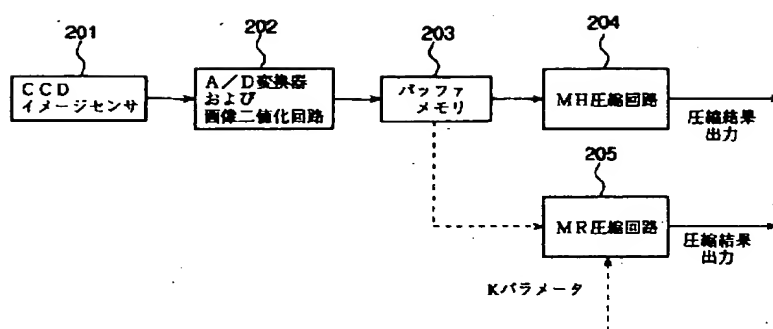 201
202
203
204
CCD
イメージセンサ
A/D変換器
および
画像二値化回路
バッファ
メモリ
MH圧縮回路
圧縮結果
出力
205
MR圧縮回路
圧縮結果
出力
Kパラメータ